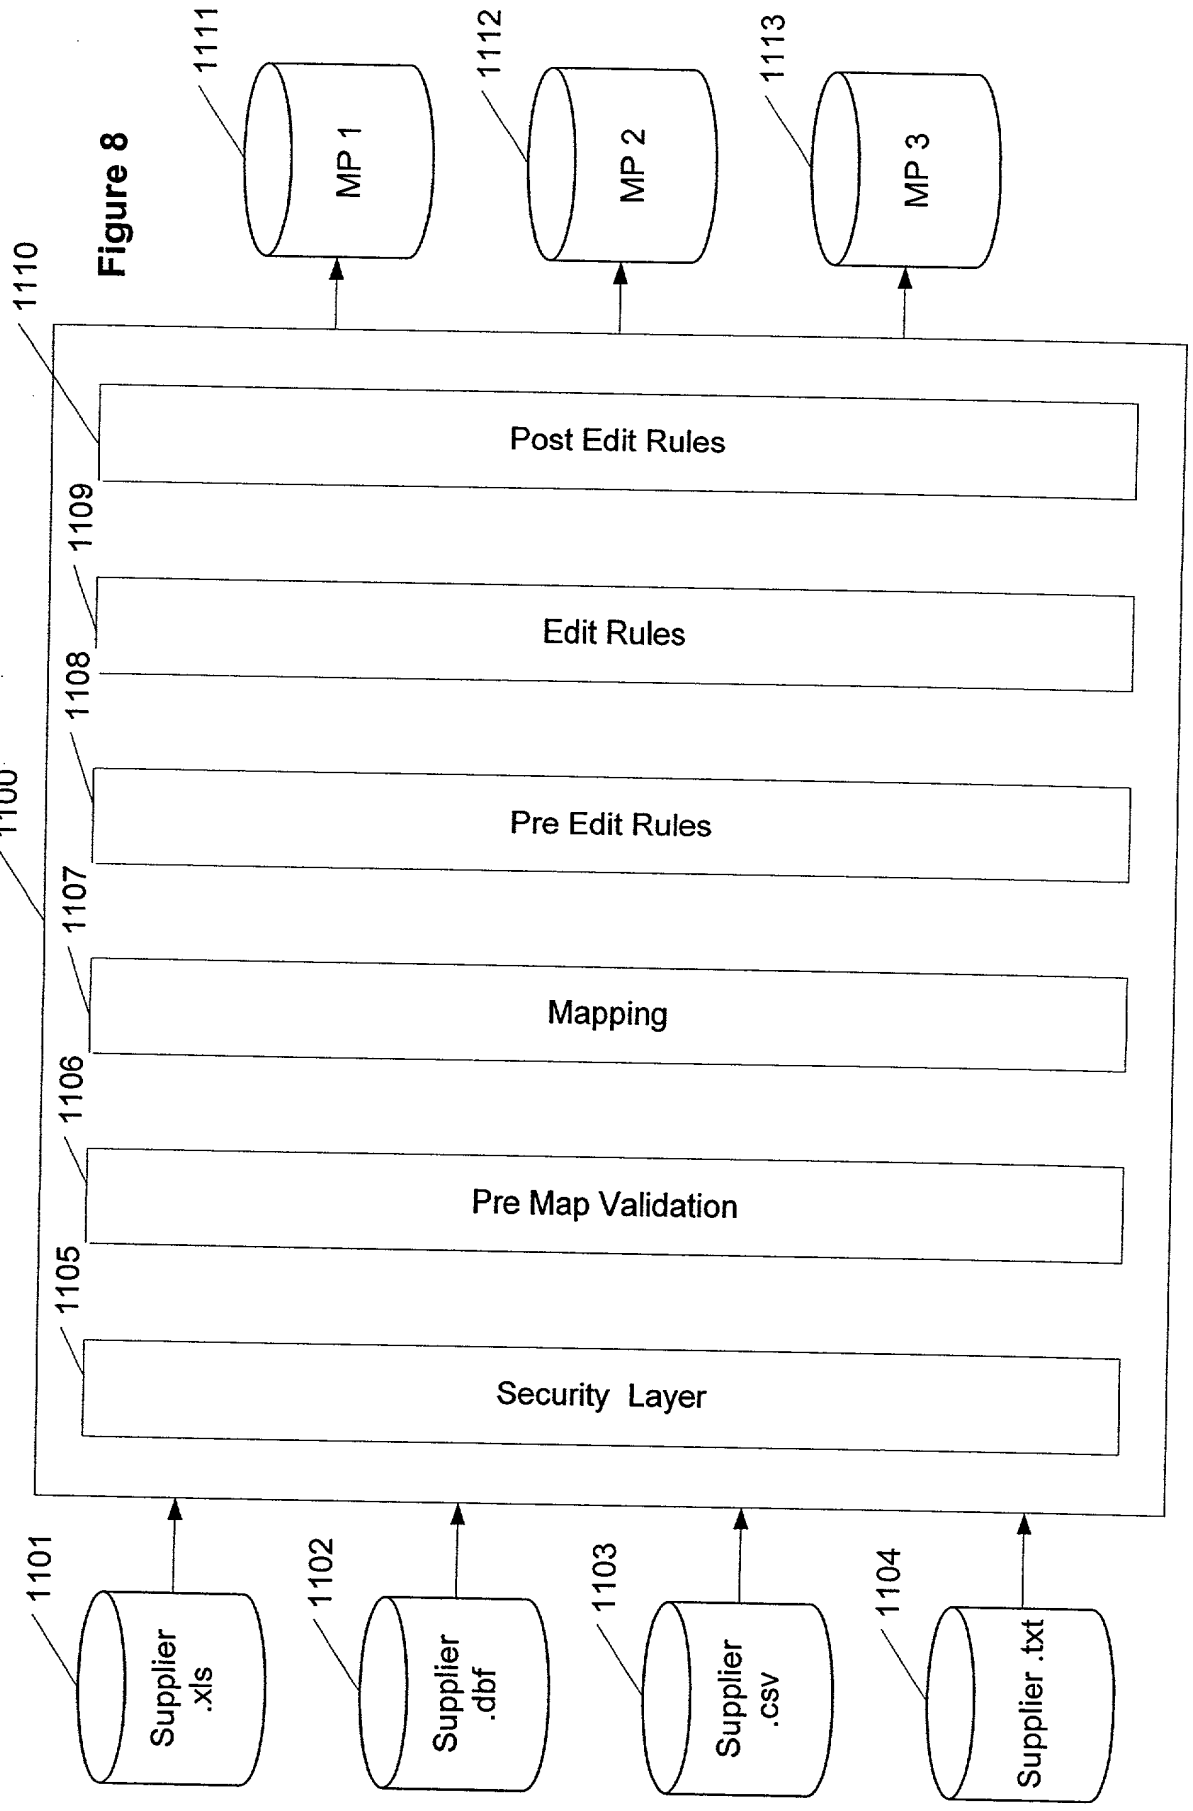 Figure 8
1100
1101
Supplier
.xls
1102
Supplier
.dbf
1103
Supplier
.csv
1104
Supplier .txt
1105
Security Layer
1106
Pre Map Validation
1107
Mapping
1108
Pre Edit Rules
1109
Edit Rules
1110
Post Edit Rules
1111
MP 1
1112
MP 2
1113
MP 3